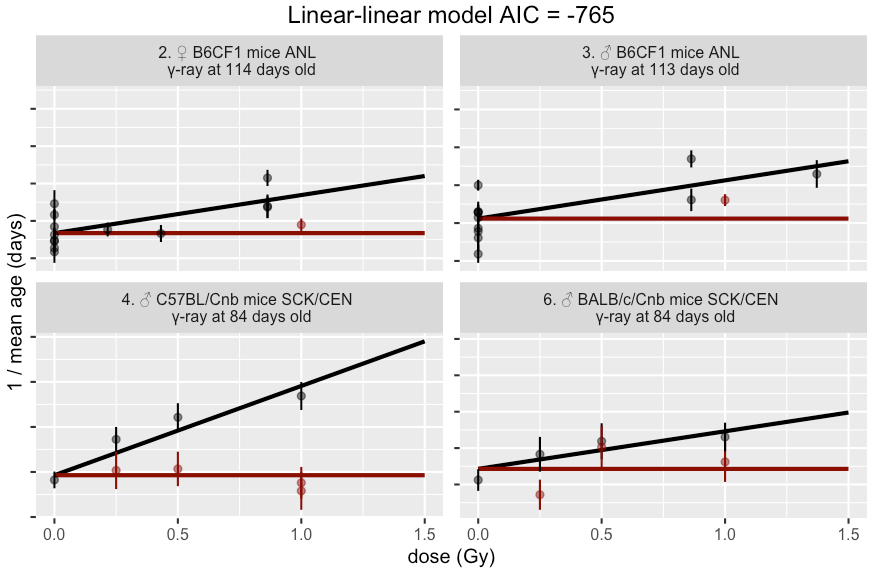 Linear-linear model AIC = -765
2. ♀ B6CF1 mice ANL
γ-ray at 114 days old
3. ♂ B6CF1 mice ANL
γ-ray at 113 days old
4. ♂ C57BL/Cnb mice SCK/CEN
γ-ray at 84 days old
6. ♂ BALB/c/Cnb mice SCK/CEN
γ-ray at 84 days old
1 / mean age (days)
0.0 0.5 1.0 1.5
0.0 0.5 1.0 1.5
dose (Gy)